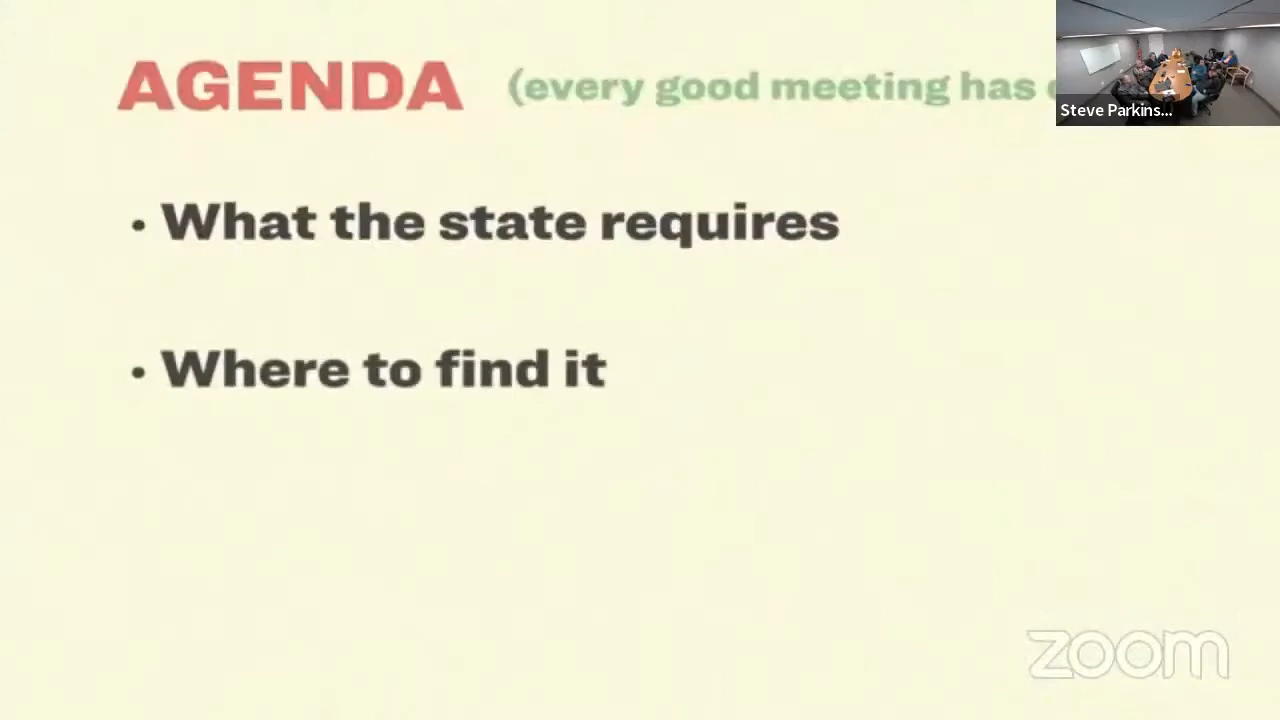 AGENDA (every good meeting has
Steve Parkins...
• What the state requires
• Where to find it
zoom